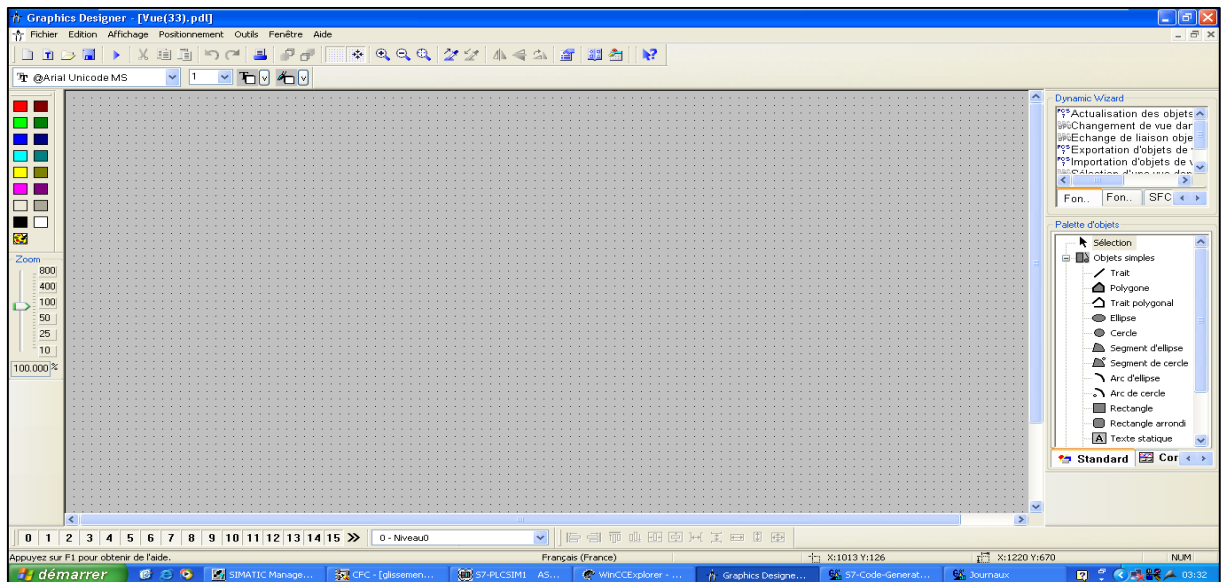 Graphics Designer - [Vue(33).pdl]
Fichier Edition Affichage Positionnement Outils Fenêtre Aide
@Arial Unicode MS 1
Zoom
800
400
100
50
25
10
100.000 %
Dynamic Wizard
Actualisation des objets
Changement de vue dar
Echange de liaison obje
Exportation d'objets de
Importation d'objets de v
Sélection d'une vue dan
Fon.. Fon.. SFC
Palette d'objets
Sélection
Objets simples
Trait
Polygone
Trait polygonal
Ellipse
Cercle
Segment d'ellipse
Segment de cercle
Arc d'ellipse
Arc de cercle
Rectangle
Rectangle arrondi
Texte statique
Standard Cor
0 1 2 3 4 5 6 7 8 9 10 11 12 13 14 15 0 - Niveau0
Appuyez sur F1 pour obtenir de l'aide. Français (France) X:1013 Y:126 X:1220 Y:670 NUM
démarrer SIMATIC Manage... CFC - [glissemen... S7-PLCSIM1 AS... WinCCExplorer - ... Graphics Designe... S7-Code-Generat... Journaux 03:32